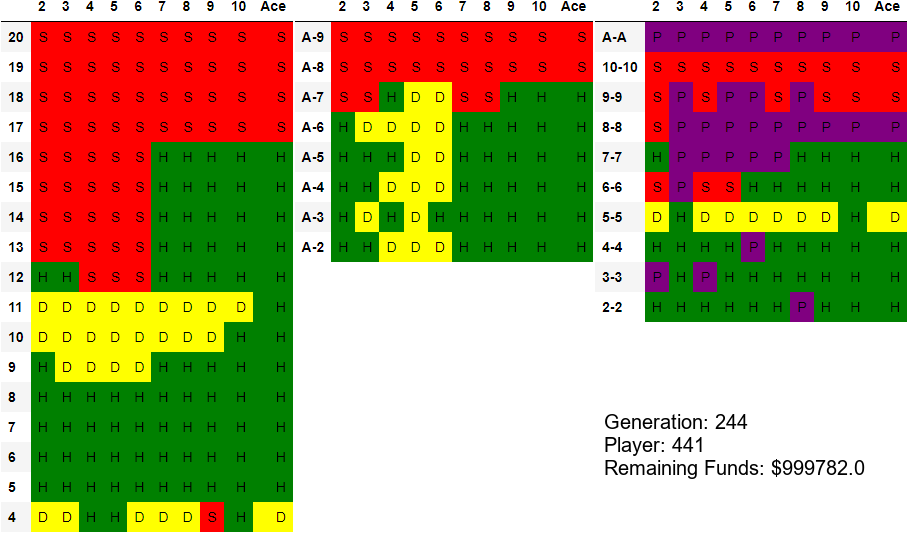 2 3 4 5 6 7 8 9 10 Ace
20 S S S S S S S S S S
19 S S S S S S S S S S
18 S S S S S S S S S S
17 S S S S S S S S S S
16 S S S S S H H H H H
15 S S S S S H H H H H
14 S S S S S H H H H H
13 S S S S S H H H H H
12 H H S S S H H H H H
11 D D D D D D D D D H
10 D D D D D D D D H H
9 H D D D D H H H H H
8 H H H H H H H H H H
7 H H H H H H H H H H
6 H H H H H H H H H H
5 H H H H H H H H H H
4 D D H H D D D S H D
2 3 4 5 6 7 8 9 10 Ace
A-9 S S S S S S S S S S
A-8 S S S S S S S S S S
A-7 S S H D D S S H H H
A-6 H D D D D H H H H H
A-5 H H H D D H H H H H
A-4 H H D D D H H H H H
A-3 H D H D H H H H H H
A-2 H H D D D H H H H H
2 3 4 5 6 7 8 9 10 Ace
A-A P P P P P P P P P P
10-10 S S S S S S S S S S
9-9 S P S P P S P S S S
8-8 S P P P P P P P P P
7-7 H P P P P P H H H H
6-6 S P S S H H H H H H
5-5 D H D D D D D D H D
4-4 H H H H P H H H H H
3-3 P H P H H H H H H H
2-2 H H H H H H P H H H
Generation: 244
Player: 441
Remaining Funds: $999782.0